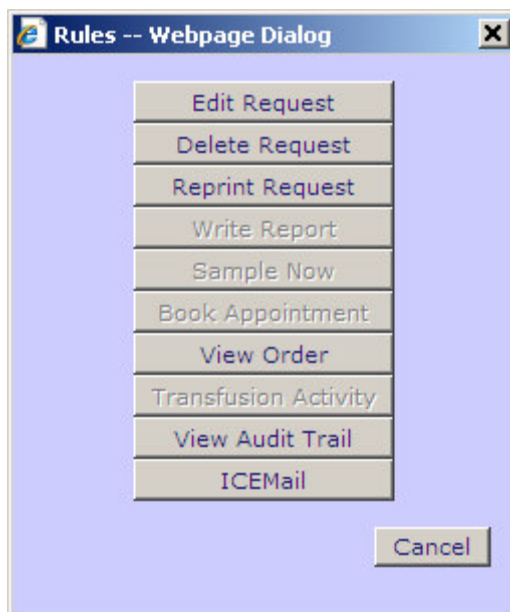 Rules -- Webpage Dialog
Edit Request
Delete Request
Reprint Request
Write Report
Sample Now
Book Appointment
View Order
Transfusion Activity
View Audit Trail
ICEMail
Cancel